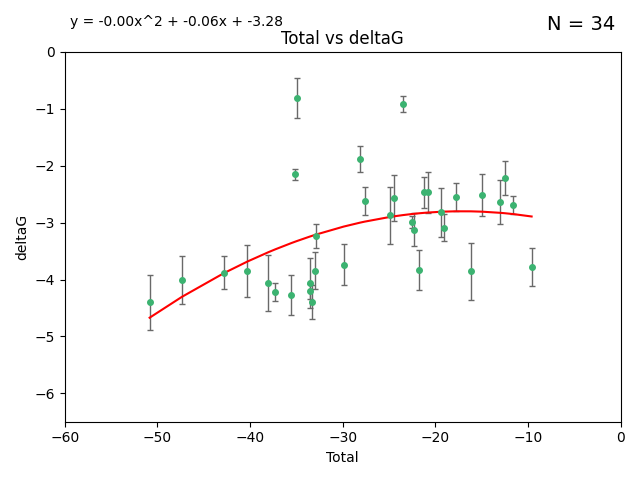 y = -0.00x^2 + -0.06x + -3.28
N = 34
Total vs deltaG
0
−1
−2
−3
−4
−5
−6
deltaG
−60
−50
−40
−30
−20
−10
0
Total